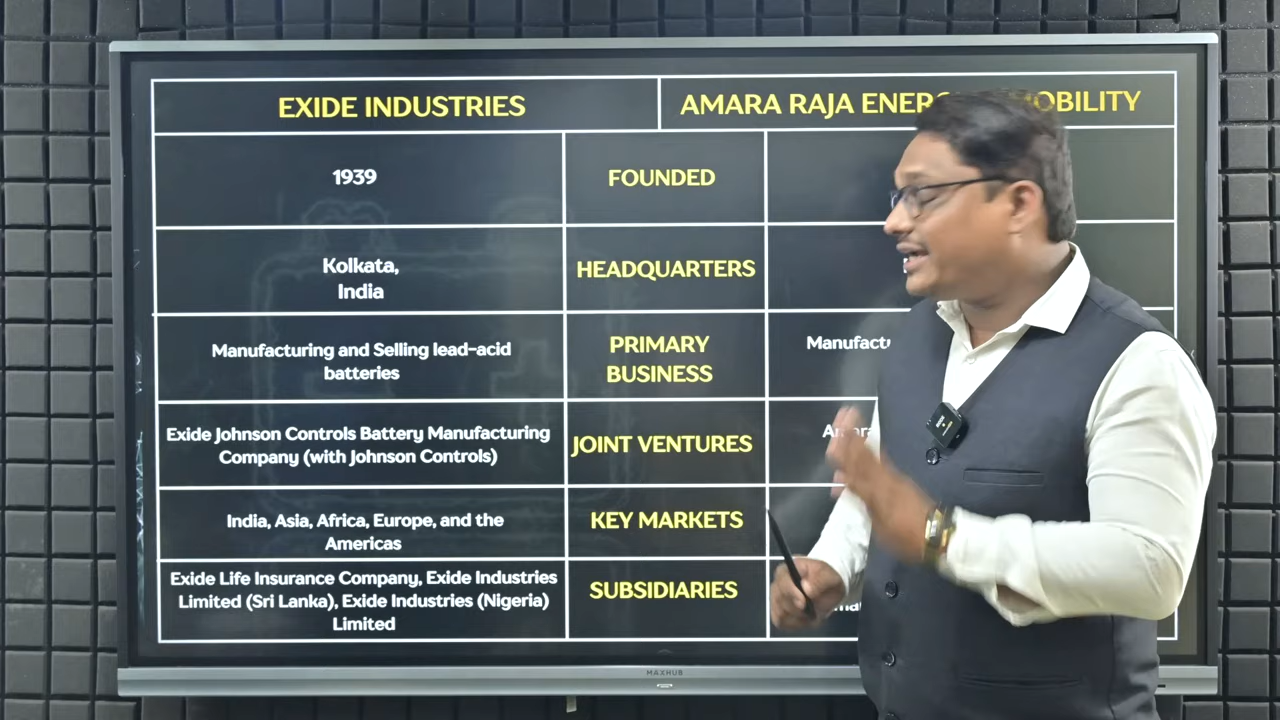 EXIDE INDUSTRIES
AMARA RAJA MOBILITY
1939
FOUNDED
Kolkata,
India
HEADQUARTERS
Manufacturing and Selling lead-acid
batteries
PRIMARY
BUSINESS
Exide Johnson Controls Battery Manufacturing
Company (with Johnson Controls)
JOINT VENTURES
India, Asia, Africa, Europe, and the
Americas
KEY MARKETS
Exide Life Insurance Company, Exide Industries
Limited (Sri Lanka), Exide Industries (Nigeria)
Limited
SUBSIDIARIES
MAXHUB